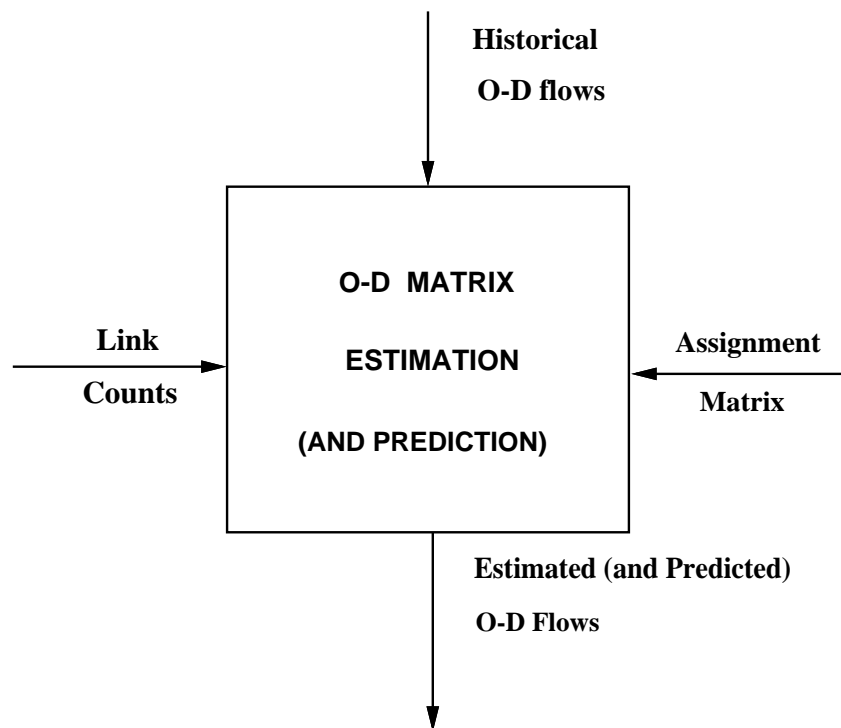 Historical
O-D flows
O-D MATRIX
Link
ESTIMATION
Assignment
Counts
Matrix
(AND PREDICTION)
Estimated (and Predicted)
O-D Flows